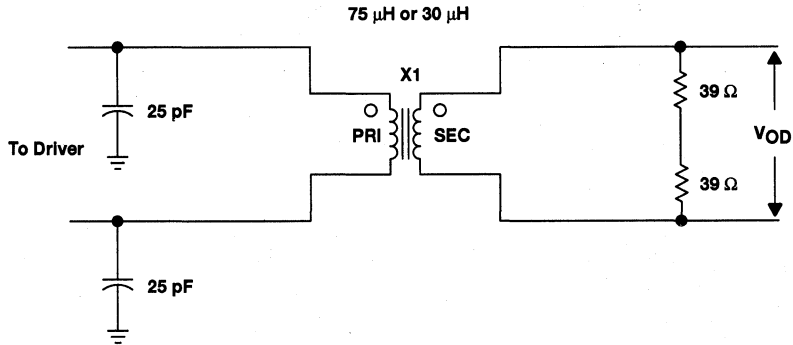 75 μH or 30 μH
X1
25 pF
39 Ω
PRI
SEC
To Driver
VOD
39 Ω
25 pF